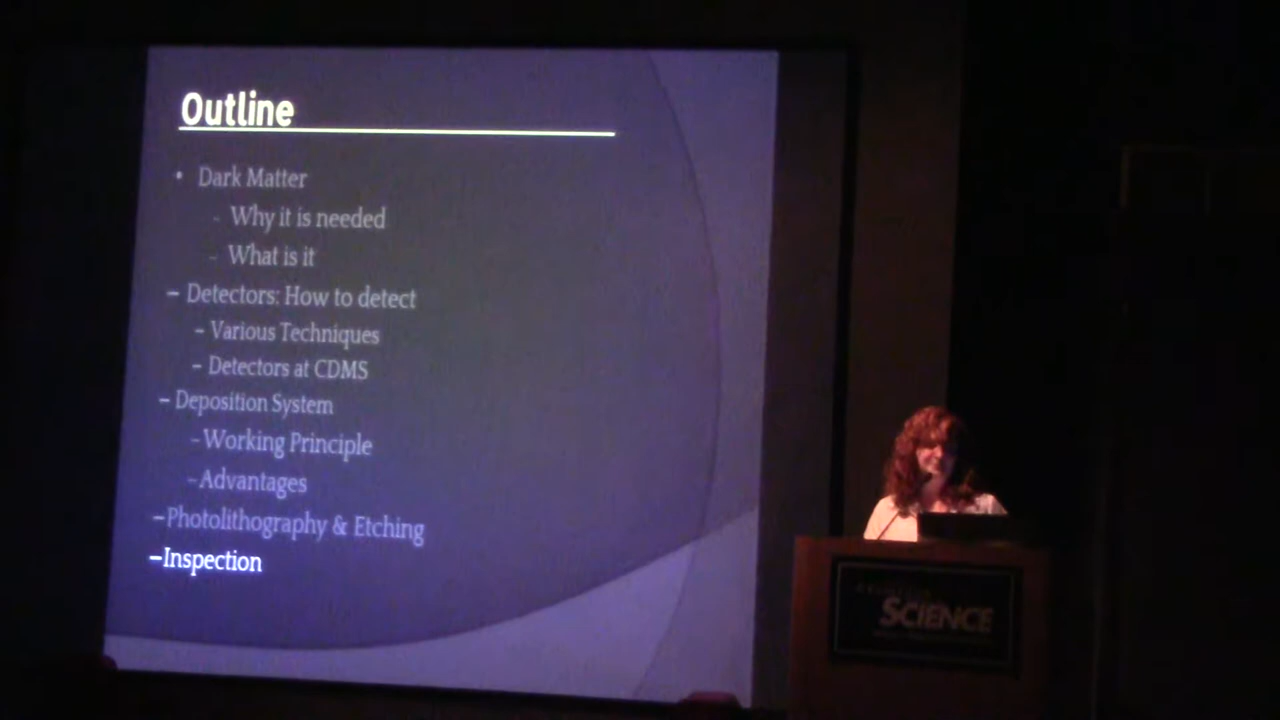 Outline
• Dark Matter
- Why it is needed
- What is it
– Detectors: How to detect
– Various Techniques
– Detectors at CDMS
– Deposition System
–Working Principle
–Advantages
–Photolithography & Etching
–Inspection
SCIENCE